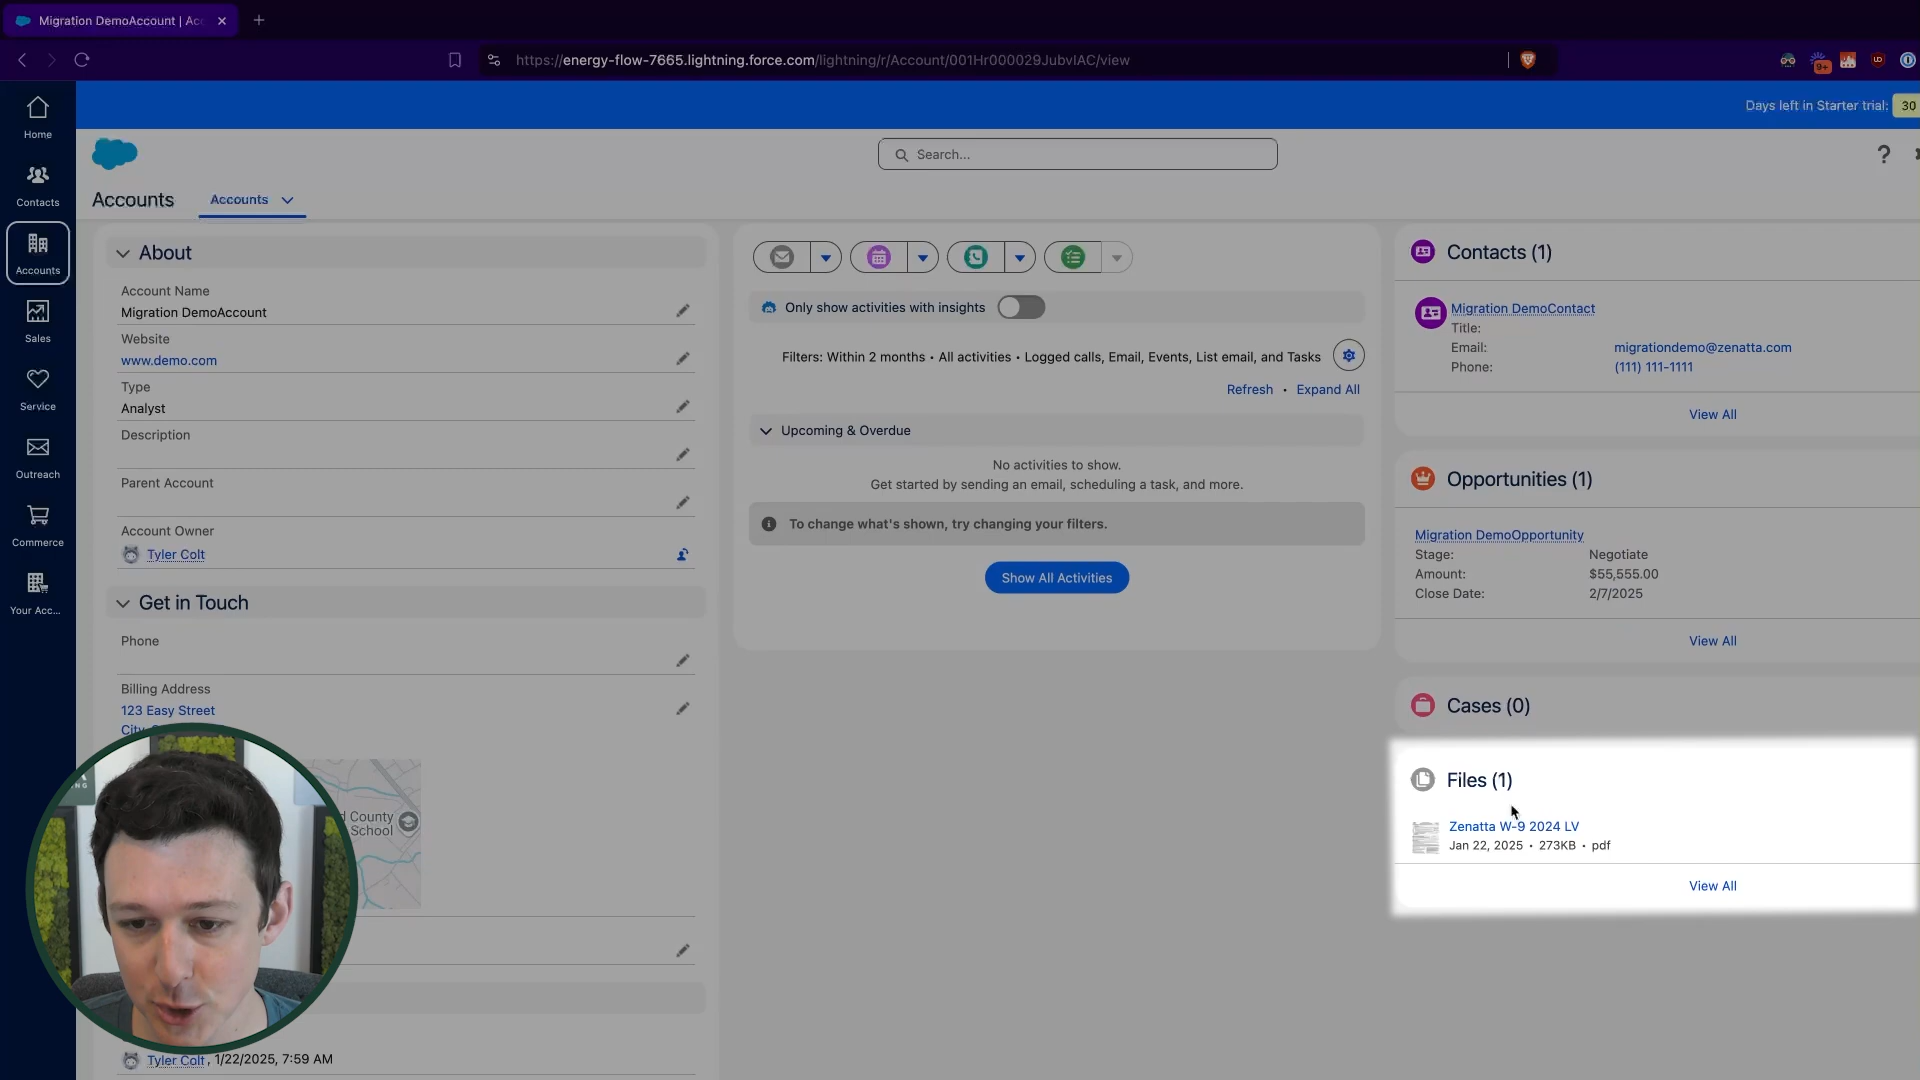 Migration DemoAccount | Acc
https://energy-flow-7665.lightning.force.com/lightning/r/Account/001Hr000029JubvIAC/view
9+
Days left in Starter trial: 30
Home
Contacts
Accounts
Sales
Service
Outreach
Commerce
Your Acc...
Search...
?
Accounts
Accounts
About
Account Name
Migration DemoAccount
Website
www.demo.com
Type
Analyst
Description
Parent Account
Account Owner
Tyler Colt
Get in Touch
Phone
Billing Address
123 Easy Street
County
School
Tyler Colt, 1/22/2025, 7:59 AM
Only show activities with insights
Filters: Within 2 months • All activities • Logged calls, Email, Events, List email, and Tasks
Refresh • Expand All
Upcoming & Overdue
No activities to show.
Get started by sending an email, scheduling a task, and more.
To change what's shown, try changing your filters.
Show All Activities
Contacts (1)
Migration DemoContact
Title:
Email: migrationdemo@zenatta.com
Phone: (111) 111-1111
View All
Opportunities (1)
Migration DemoOpportunity
Stage: Negotiate
Amount: $55,555.00
Close Date: 2/7/2025
View All
Cases (0)
Files (1)
Zenatta W-9 2024 LV
Jan 22, 2025 • 273KB • pdf
View All